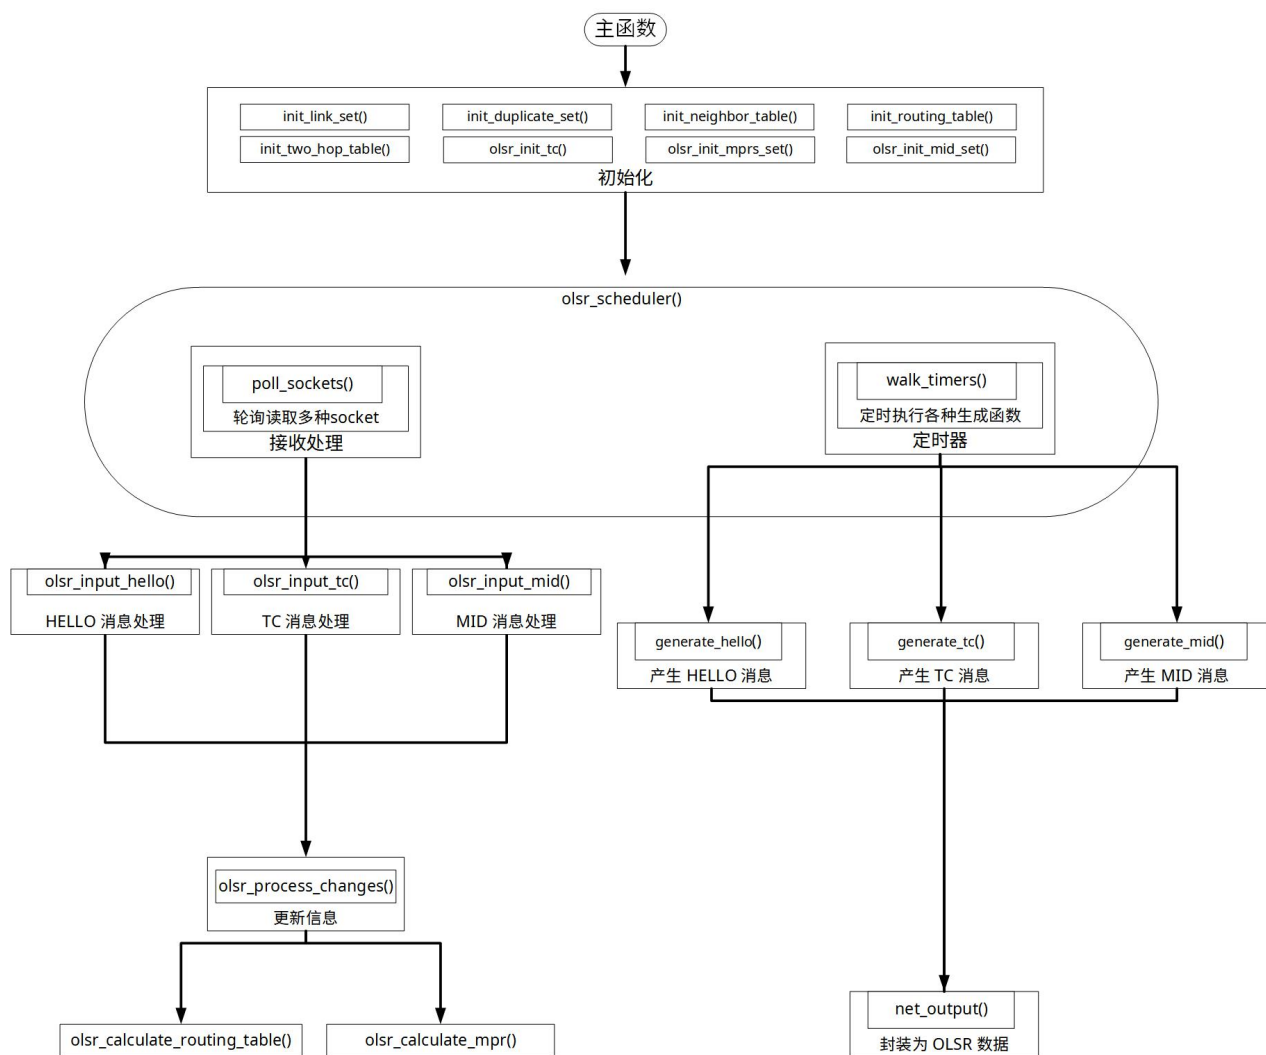 主函数
init_link_set()
init_duplicate_set()
init_neighbor_table()
init_routing_table()
init_two_hop_table()
olsr_init_tc()
olsr_init_mprs_set()
olsr_init_mid_set()
初始化
olsr_scheduler()
poll_sockets()
轮询读取多种socket
接收处理
walk_timers()
定时执行各种生成函数
定时器
olsr_input_hello()
HELLO 消息处理
olsr_input_tc()
TC 消息处理
olsr_input_mid()
MID 消息处理
generate_hello()
产生 HELLO 消息
generate_tc()
产生 TC 消息
generate_mid()
产生 MID 消息
olsr_process_changes()
更新信息
olsr_calculate_routing_table()
olsr_calculate_mpr()
net_output()
封装为 OLSR 数据